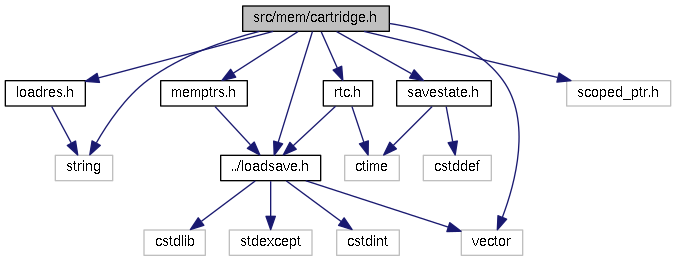 src/mem/cartridge.h
loadres.h
memptrs.h
rtc.h
savestate.h
scoped_ptr.h
string
../loadsave.h
ctime
cstddef
cstdlib
stdexcept
cstdint
vector